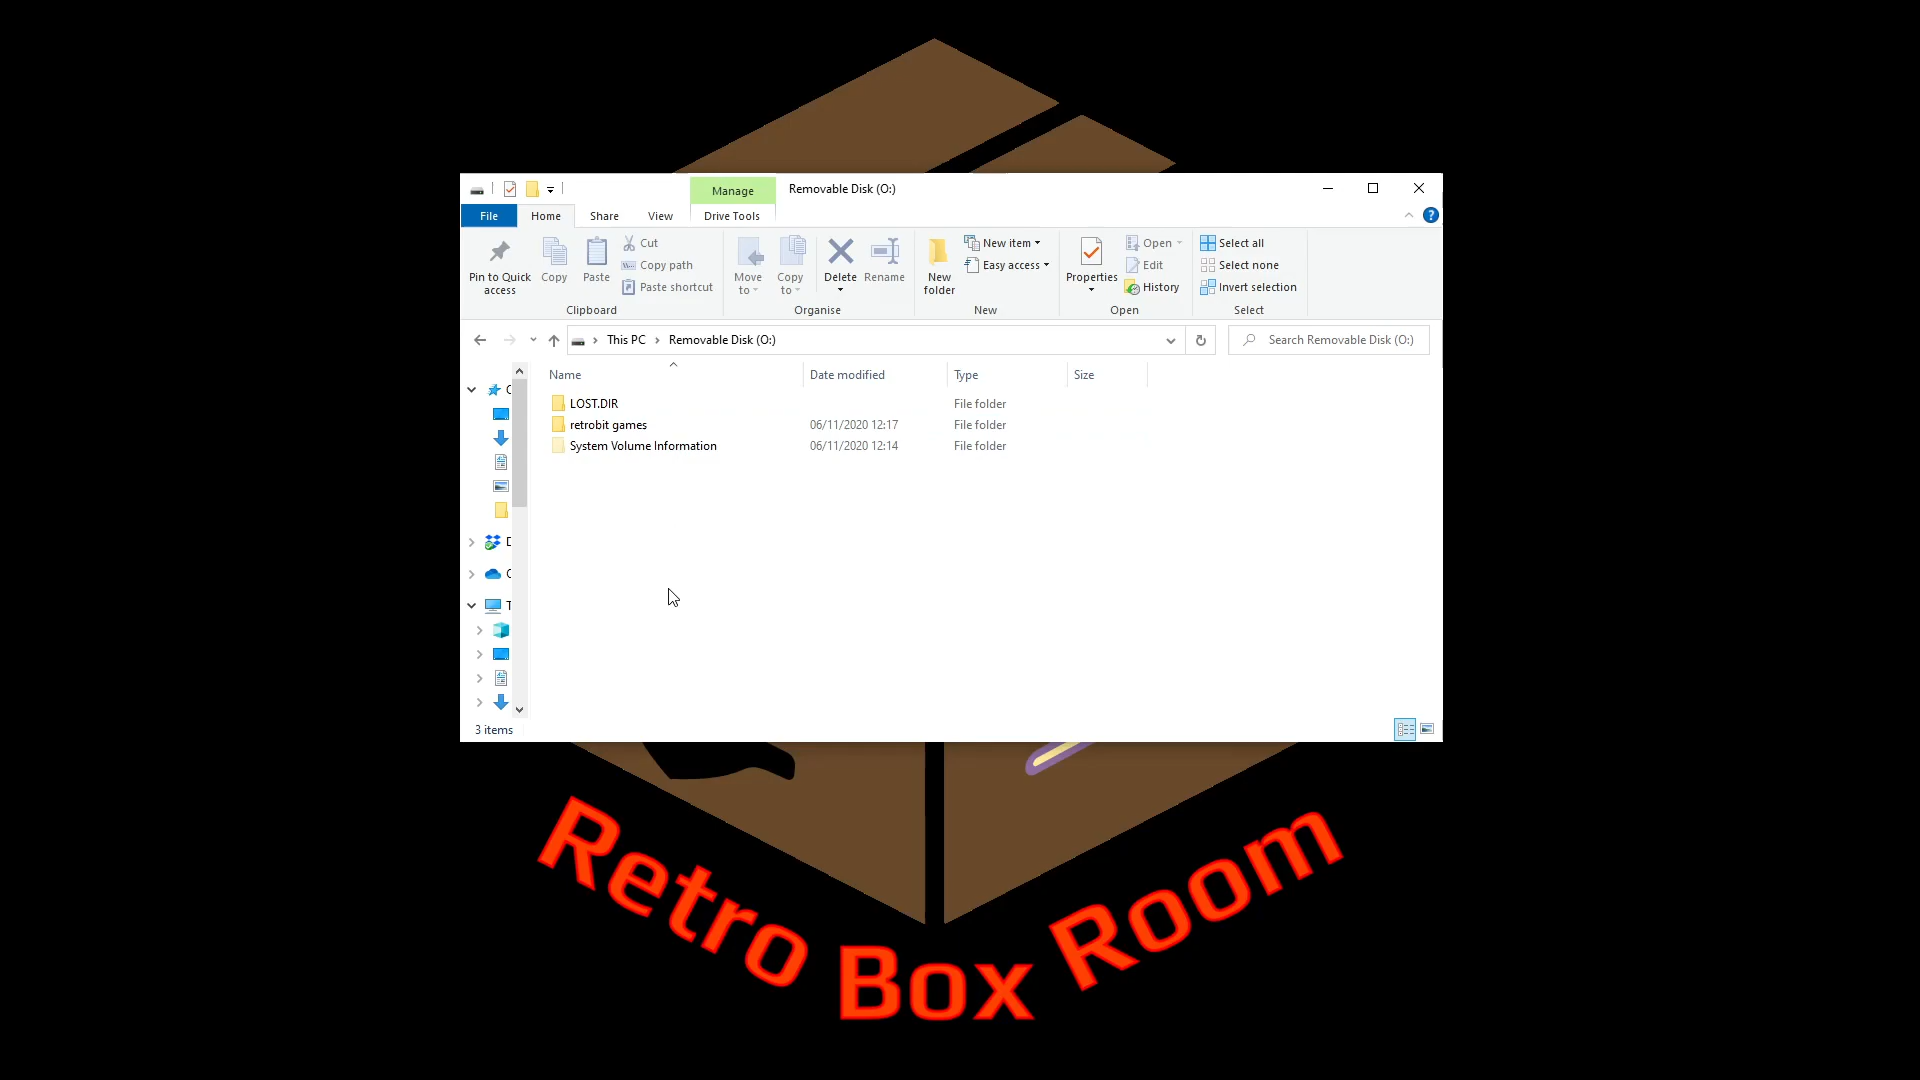 Manage
Removable Disk (O:)
File
Home
Share
View
Drive Tools
Pin to Quick access
Copy
Paste
Cut
Copy path
Paste shortcut
Clipboard
Move to
Copy to
Delete
Rename
Organise
New folder
New item
Easy access
New
Properties
Open
Edit
History
Open
Select all
Select none
Invert selection
Select
This PC
Removable Disk (O:)
Search Removable Disk (O:)
Name
Date modified
Type
Size
LOST.DIR
File folder
retrobit games
06/11/2020 12:17
File folder
System Volume Information
06/11/2020 12:14
File folder
3 items
Retro Box Room